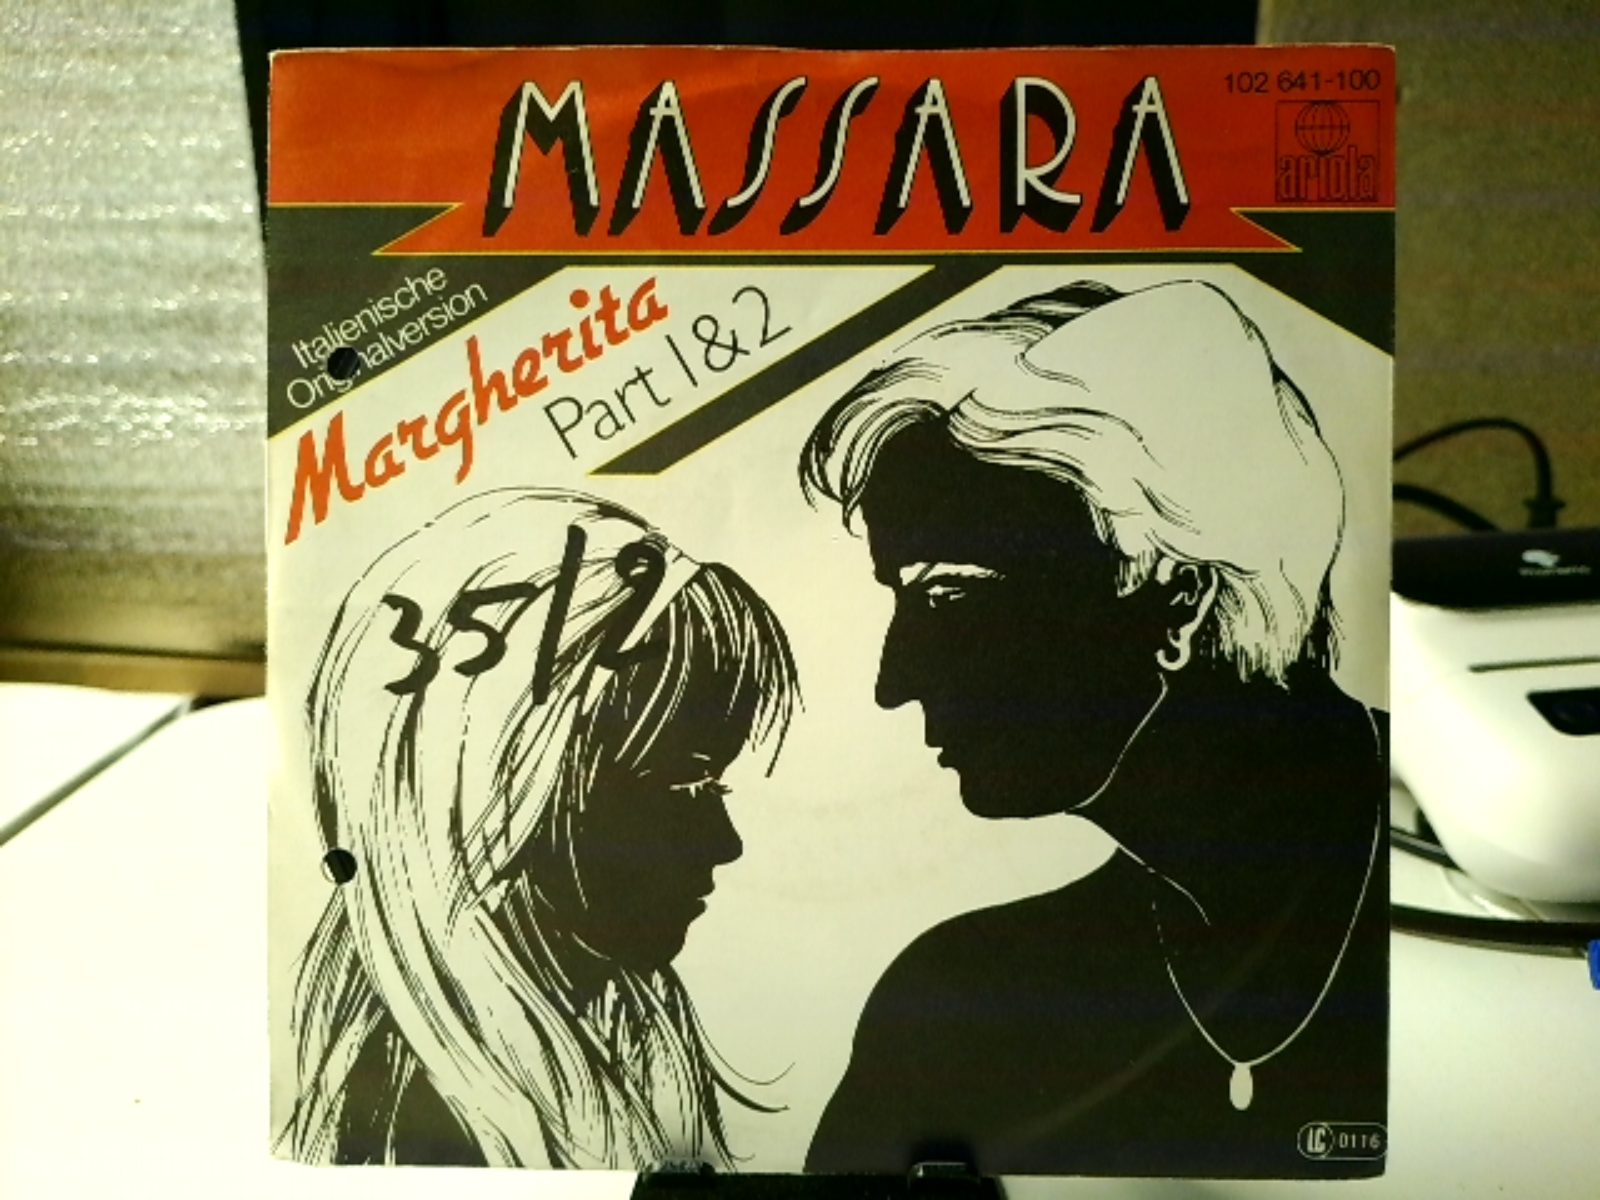 MASSARA
102 641-100
ariola
Italienische
Originalversion
Margherita
Part 1 & 2
35/2
LC 0116